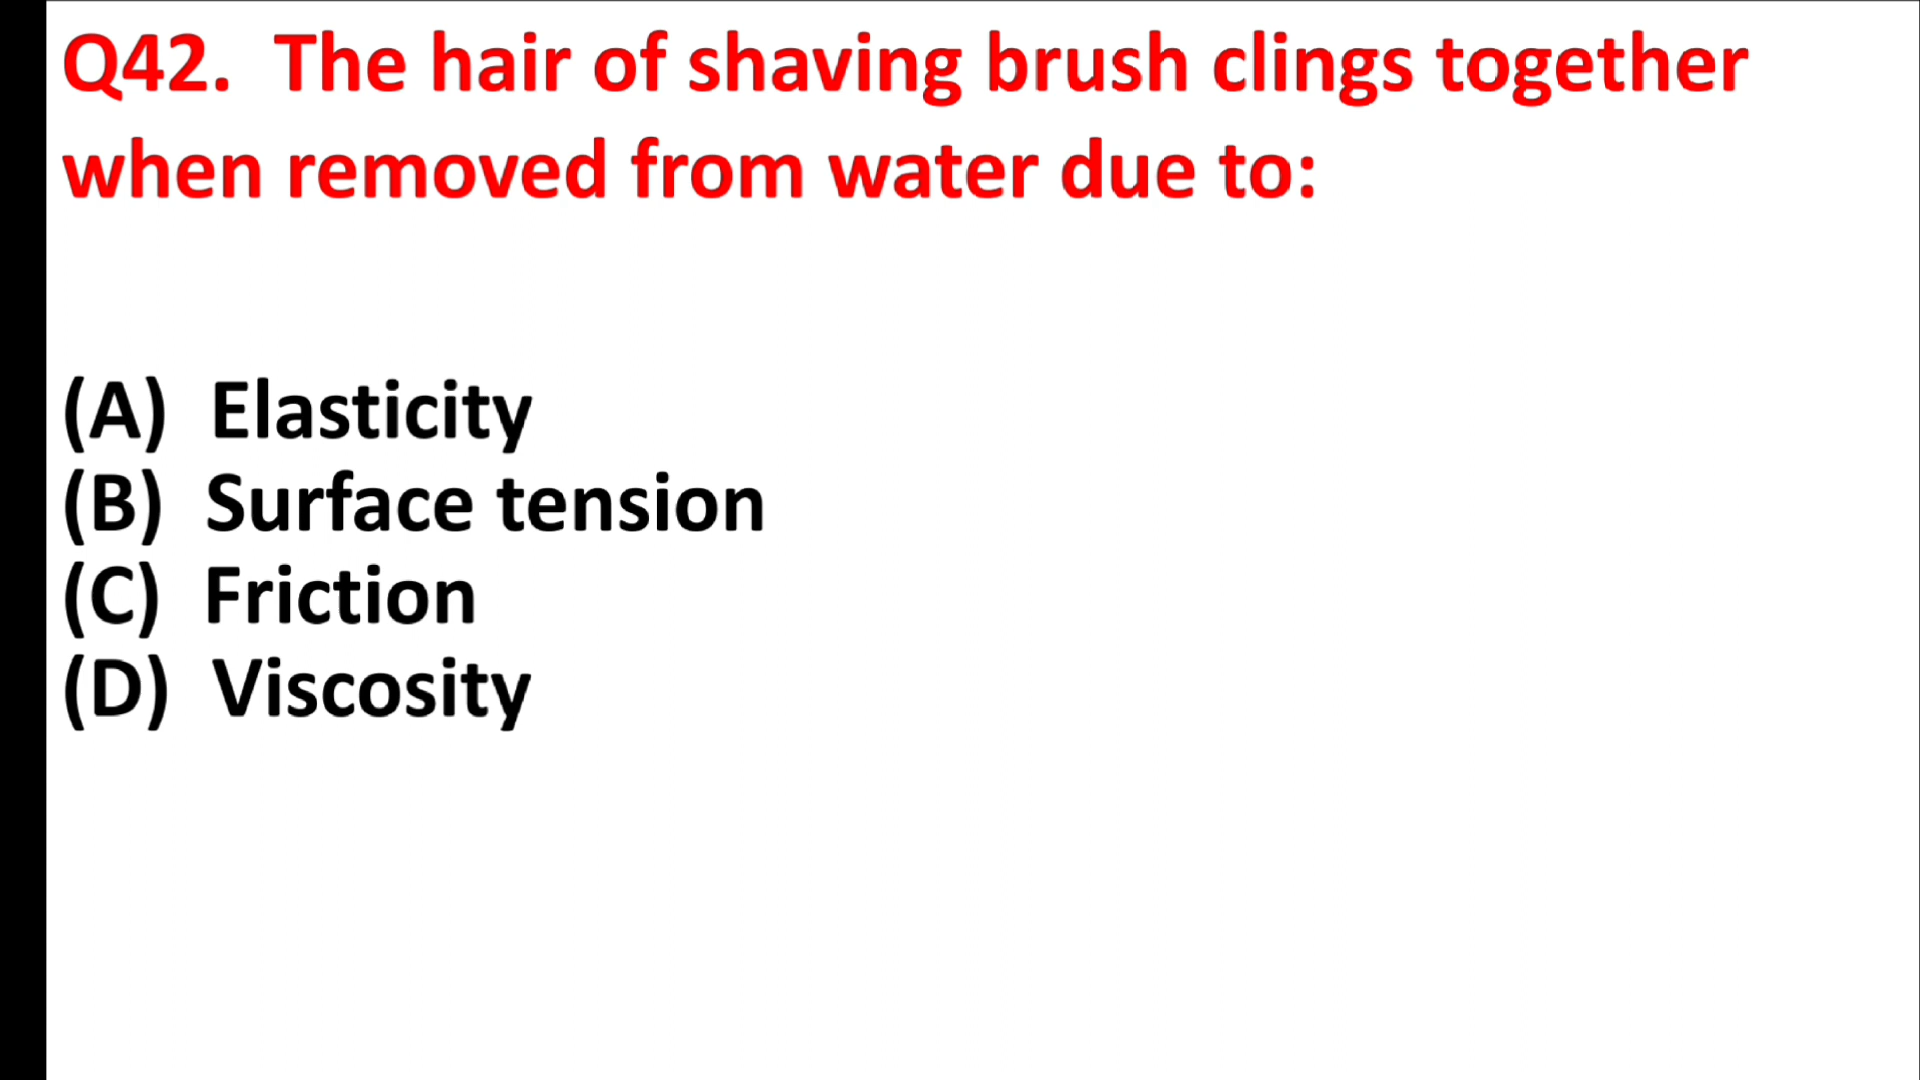 Q42. The hair of shaving brush clings together
when removed from water due to:
(A) Elasticity
(B) Surface tension
(C) Friction
(D) Viscosity